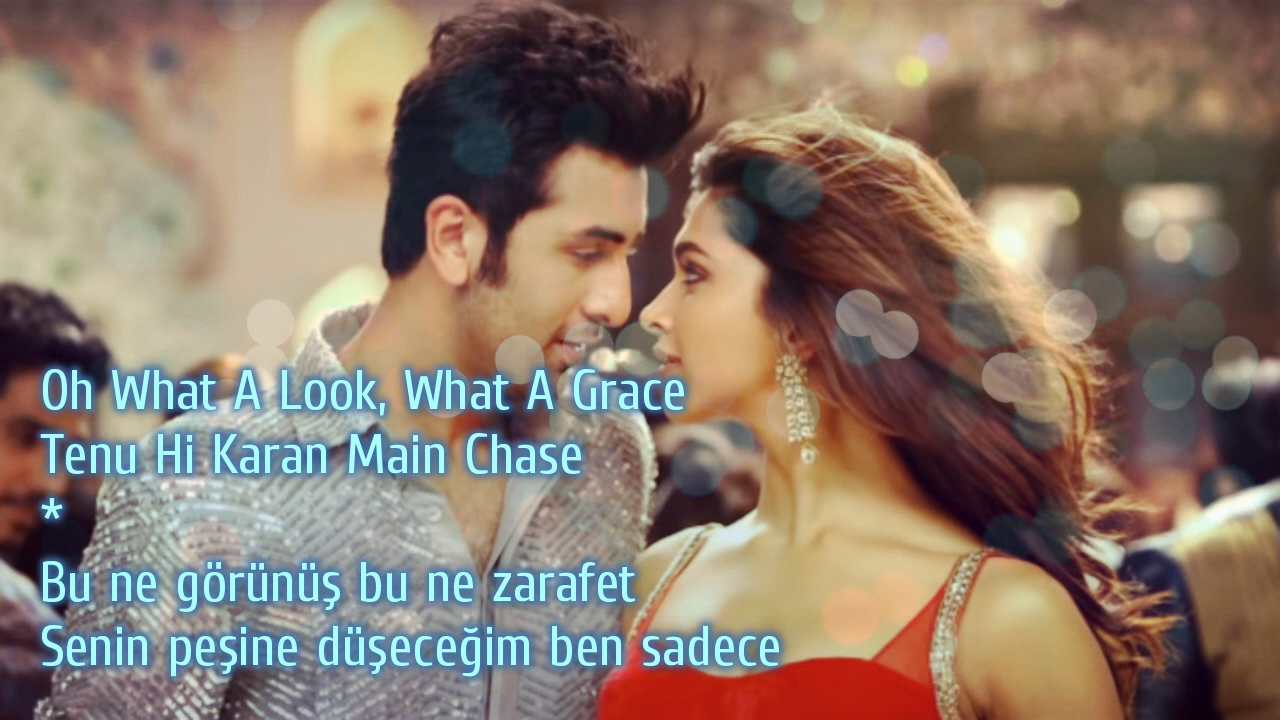 Oh What A Look, What A Grace
Tenu Hi Karan Main Chase
*
Bu ne görünüş bu ne zarafet
Senin peşine düşeceğim ben sadece